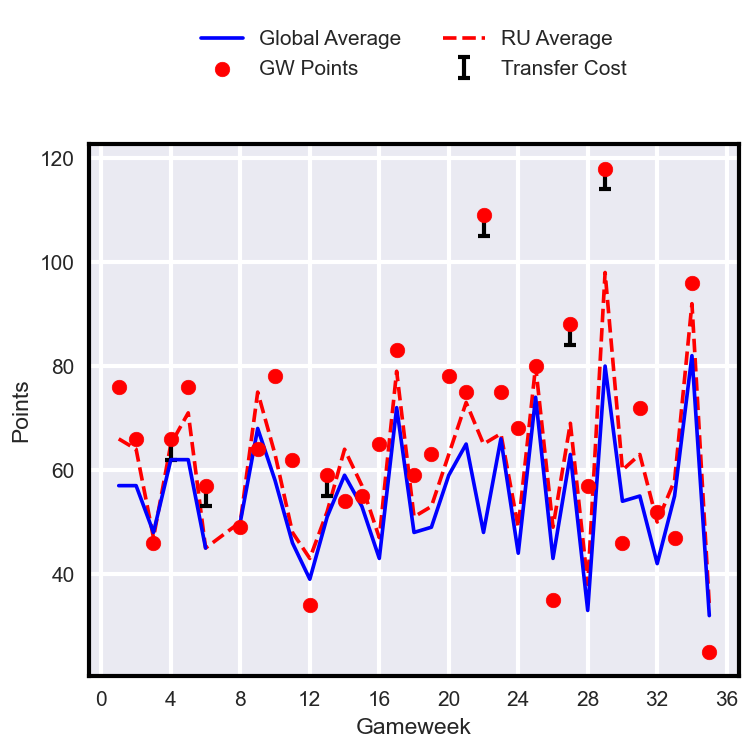 Global Average RU Average
GW Points Transfer Cost
120
100
80
60
40
Points
0 4 8 12 16 20 24 28 32 36
Gameweek